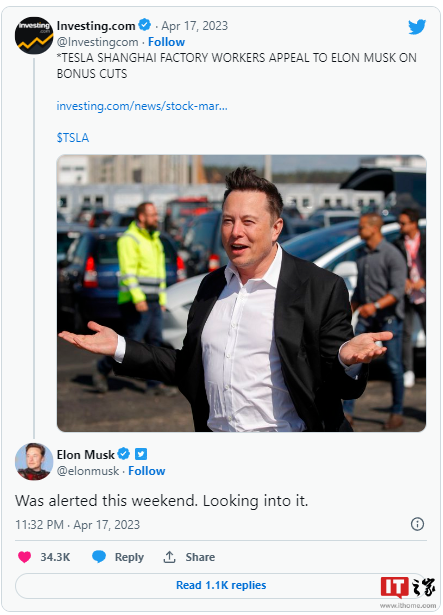 Investing.com · Apr 17, 2023
@Investingcom · Follow
*TESLA SHANGHAI FACTORY WORKERS APPEAL TO ELON MUSK ON
BONUS CUTS
investing.com/news/stock-mar...
$TSLA
Elon Musk
@elonmusk · Follow
Was alerted this weekend. Looking into it.
11:32 PM · Apr 17, 2023
34.3K Reply Share
Read 1.1K replies
IT之家
www.ithome.com